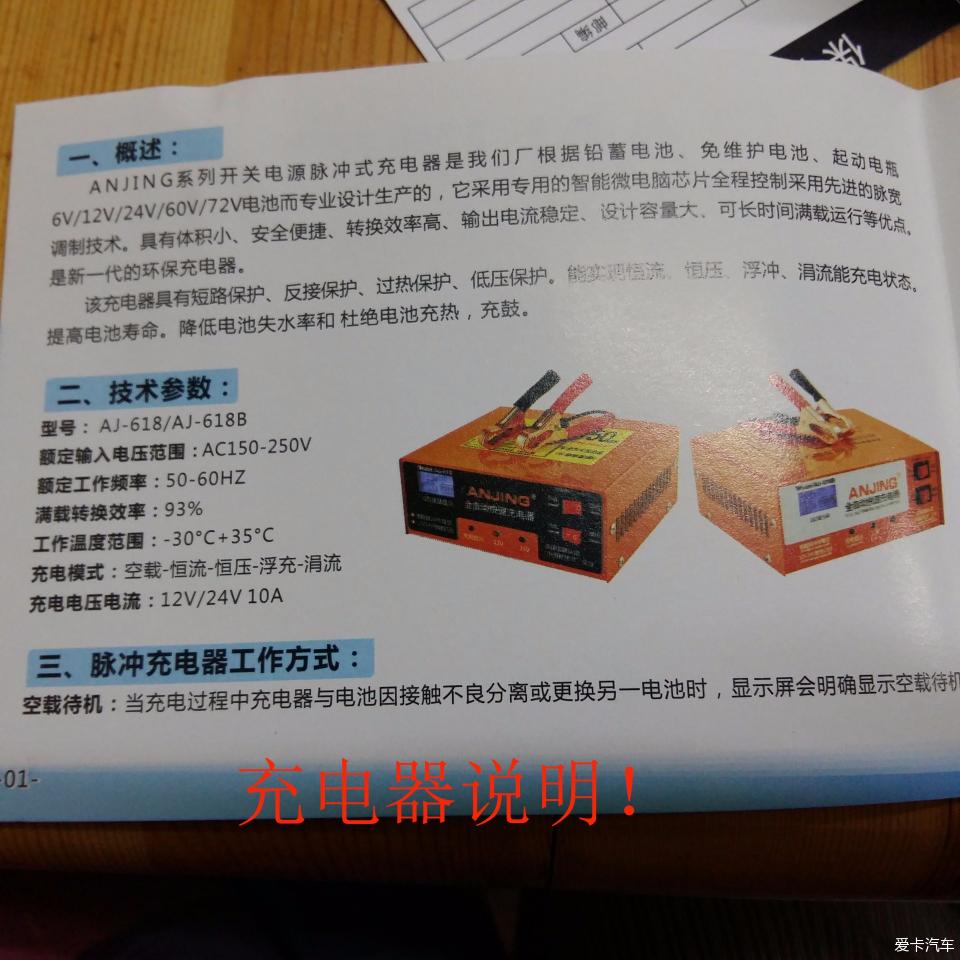 邮编
保
一、概述：
ANJING系列开关电源脉冲式充电器是我们厂根据铅蓄电池、免维护电池、起动电瓶
6V/12V/24V/60V/72V电池而专业设计生产的，它采用专用的智能微电脑芯片全程控制采用先进的脉宽
调制技术。具有体积小、安全便捷、转换效率高、输出电流稳定、设计容量大、可长时间满载运行等优点。
是新一代的环保充电器。
该充电器具有短路保护、反接保护、过热保护、低压保护。能实现恒流、恒压、浮冲、涓流能充电状态。
提高电池寿命。降低电池失水率和 杜绝电池充热，充鼓。
二、技术参数：
型号：AJ-618/AJ-618B
额定输入电压范围：AC150-250V
额定工作频率：50-60HZ
满载转换效率：93%
工作温度范围：-30°C+35°C
充电模式：空载-恒流-恒压-浮充-涓流
充电电压电流：12V/24V 10A
ANJING®
全自动快速充电器
ANJING®
三、脉冲充电器工作方式：
空载待机：当充电过程中充电器与电池因接触不良分离或更换另一电池时，显示屏会明确显示空载待机
-01-
充电器说明！
爱卡汽车